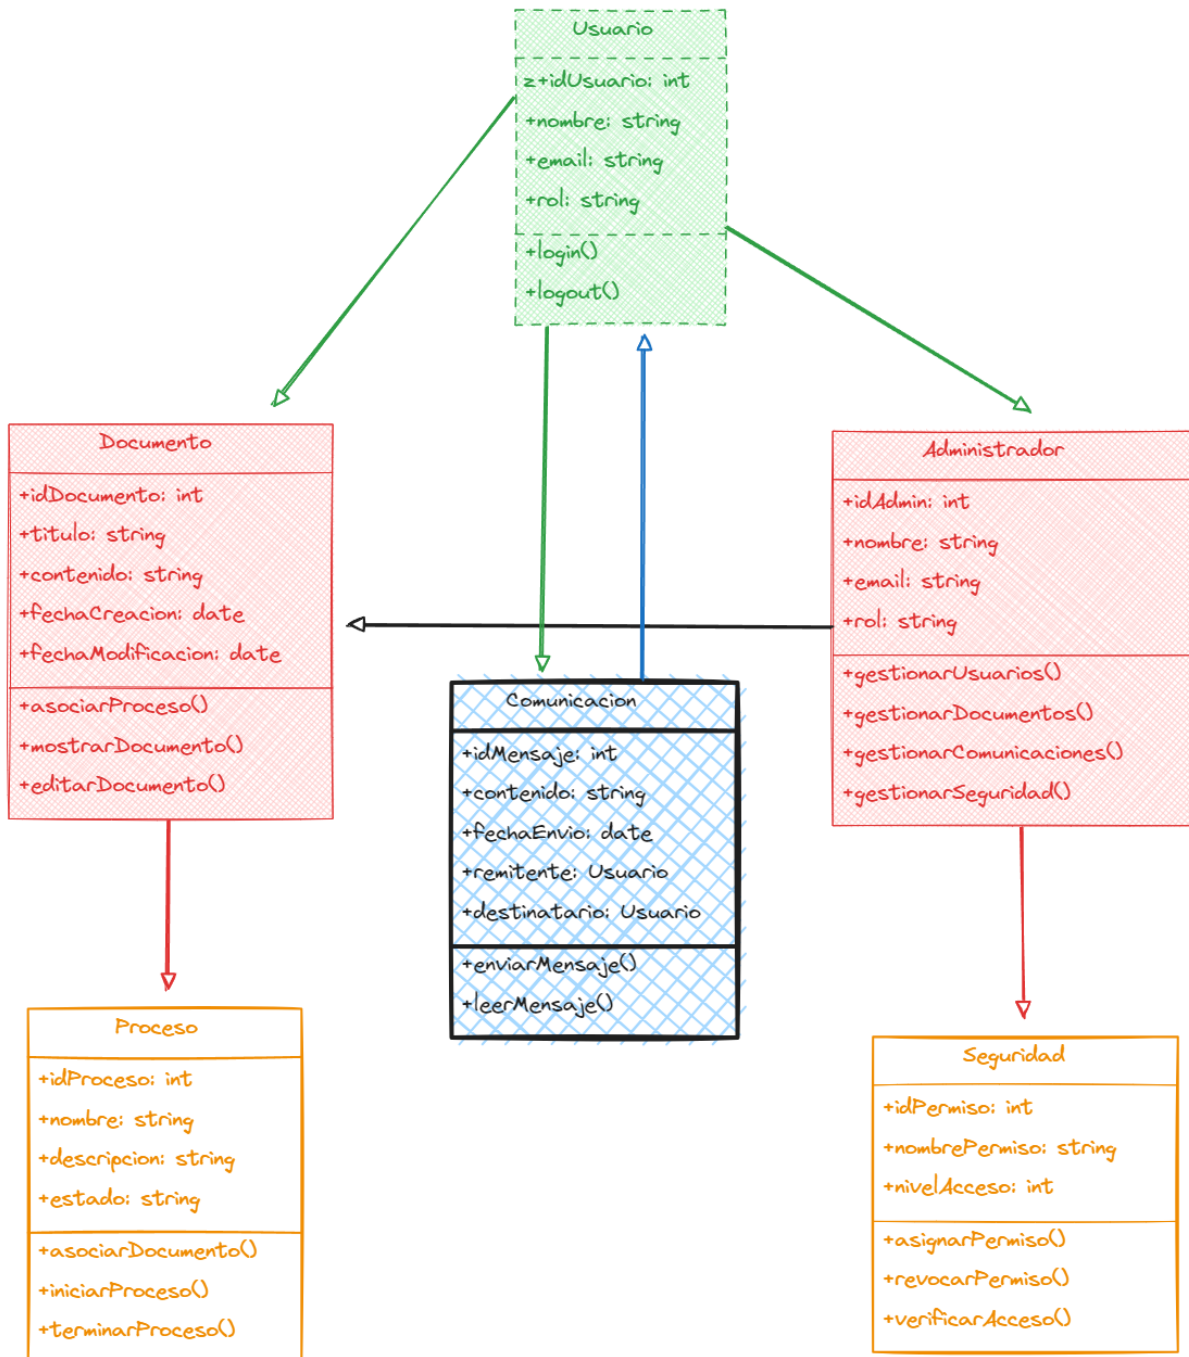 Usuario
z+idUsuario: int
+nombre: string
+email: string
+rol: string
+login()
+logout()
Documento
+idDocumento: int
+titulo: string
+contenido: string
+fechaCreacion: date
+fechaModificacion: date
+asociarProceso()
+mostrarDocumento()
+editarDocumento()
Administrador
+idAdmin: int
+nombre: string
+email: string
+rol: string
+gestionarUsuarios()
+gestionarDocumentos()
+gestionarComunicaciones()
+gestionarSeguridad()
Comunicacion
+idMensaje: int
+contenido: string
+fechaEnvio: date
+remitente: Usuario
+destinatario: Usuario
+enviarMensaje()
+leerMensaje()
Proceso
+idProceso: int
+nombre: string
+descripcion: string
+estado: string
+asociarDocumento()
+iniciarProceso()
+terminarProceso()
Seguridad
+idPermiso: int
+nombrePermiso: string
+nivelAcceso: int
+asignarPermiso()
+revocarPermiso()
+verificarAcceso()